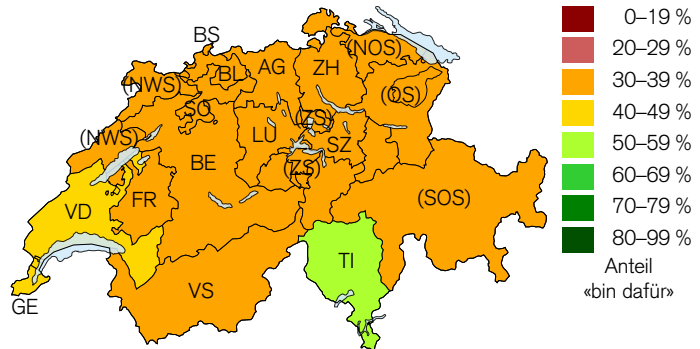 BS
(NOS)
0–19 %
BL
AG
ZH
20–29 %
(NWS)
(OS)
30–39 %
SO
(ZS)
40–49 %
(NWS)
LU
SZ
50–59 %
BE
(ZS)
60–69 %
FR
(SOS)
70–79 %
VD
80–99 %
TI
Anteil
VS
«bin dafür»
GE